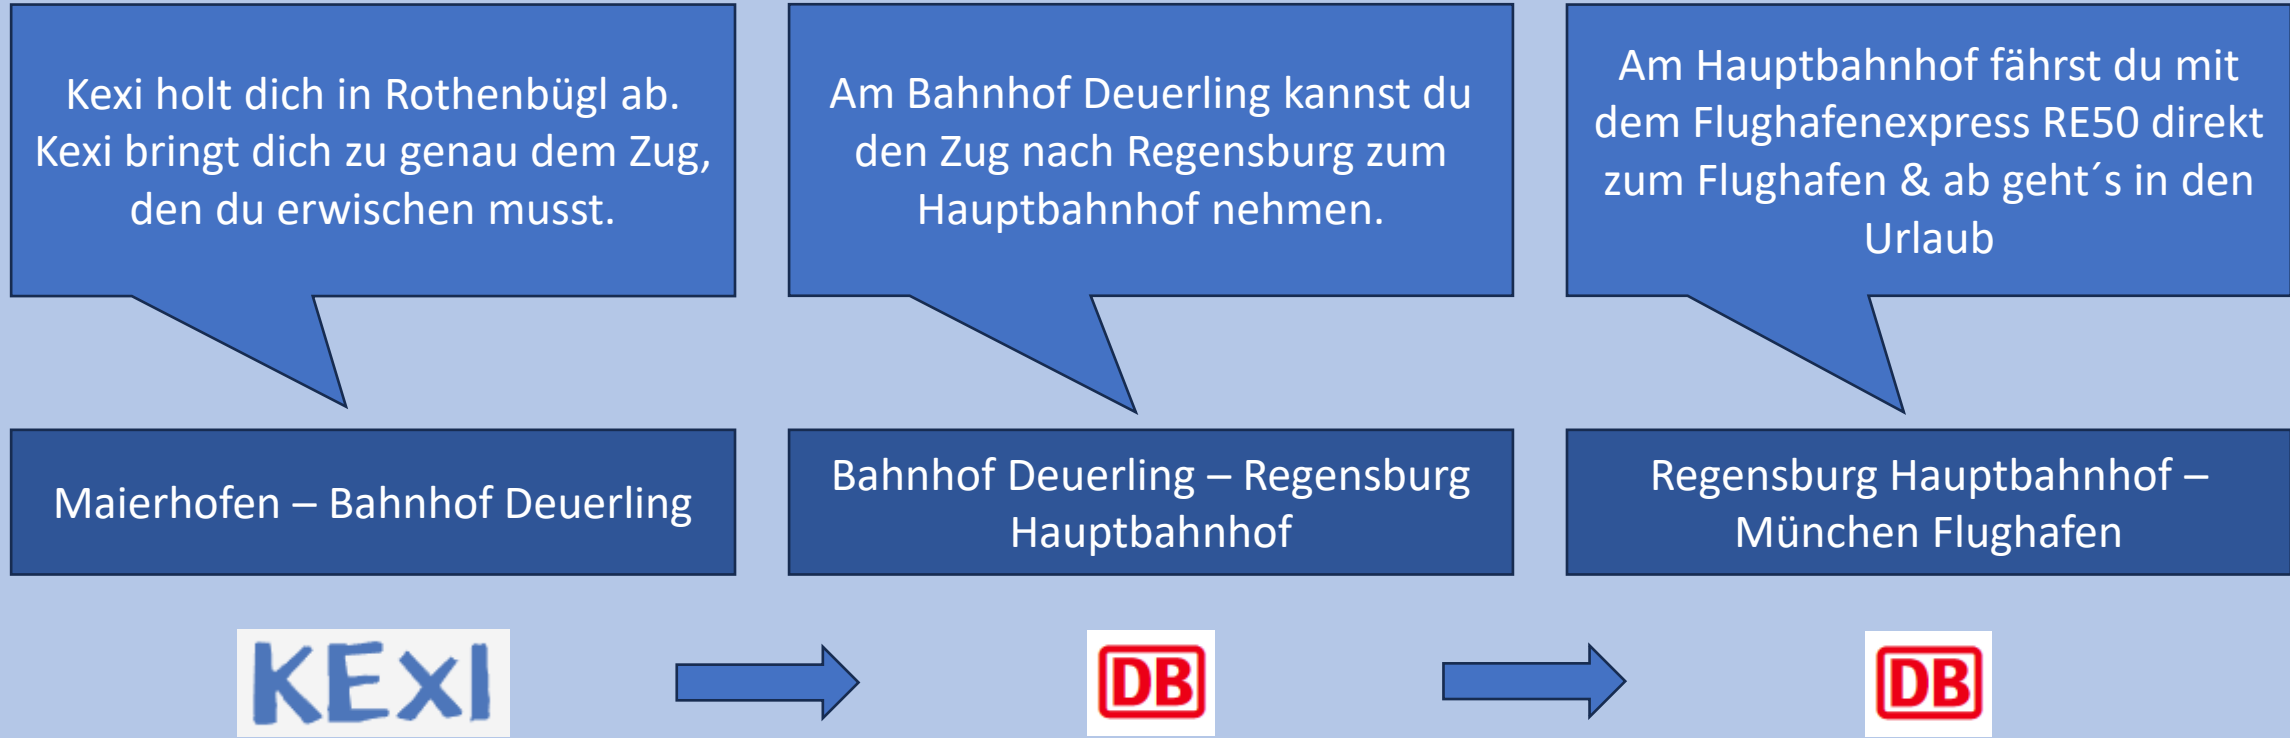 Kexi holt dich in Rothenbügl ab.
Kexi bringt dich zu genau dem Zug,
den du erwischen musst.
Am Bahnhof Deuerling kannst du
den Zug nach Regensburg zum
Hauptbahnhof nehmen.
Am Hauptbahnhof fährst du mit
dem Flughafenexpress RE50 direkt
zum Flughafen & ab geht´s in den
Urlaub
Maierhofen – Bahnhof Deuerling
Bahnhof Deuerling – Regensburg
Hauptbahnhof
Regensburg Hauptbahnhof –
München Flughafen
KEXI
DB
DB